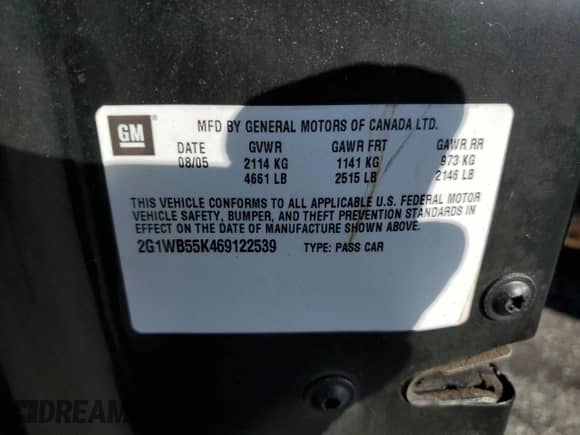 GM
MFD BY GENERAL MOTORS OF CANADA LTD.
DATE GVWR GAWR FRT GAWR RR
08/05 2114 KG 1141 KG 973 KG
4661 LB 2515 LB 2146 LB
THIS VEHICLE CONFORMS TO ALL APPLICABLE U.S. FEDERAL MOTOR
VEHICLE SAFETY, BUMPER, AND THEFT PREVENTION STANDARDS IN
EFFECT ON THE DATE OF MANUFACTURE SHOWN ABOVE.
2G1WB55K469122539 TYPE: PASS CAR
DREAM